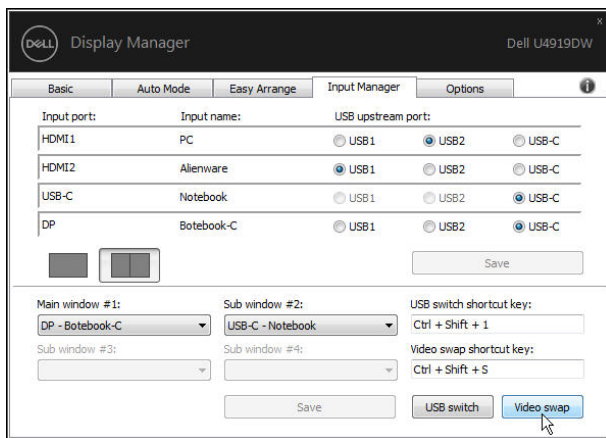 DELL Display Manager Dell U4919DW
x
Basic Auto Mode Easy Arrange Input Manager Options i
Input port: Input name: USB upstream port:
HDMI1 PC USB1 USB2 USB-C
HDMI2 Alienware USB1 USB2 USB-C
USB-C Notebook USB1 USB2 USB-C
DP Botebook-C USB1 USB2 USB-C
Save
Main window #1: Sub window #2: USB switch shortcut key:
DP - Botebook-C USB-C - Notebook Ctrl + Shift + 1
Sub window #3: Sub window #4: Video swap shortcut key:
Ctrl + Shift + S
Save USB switch Video swap